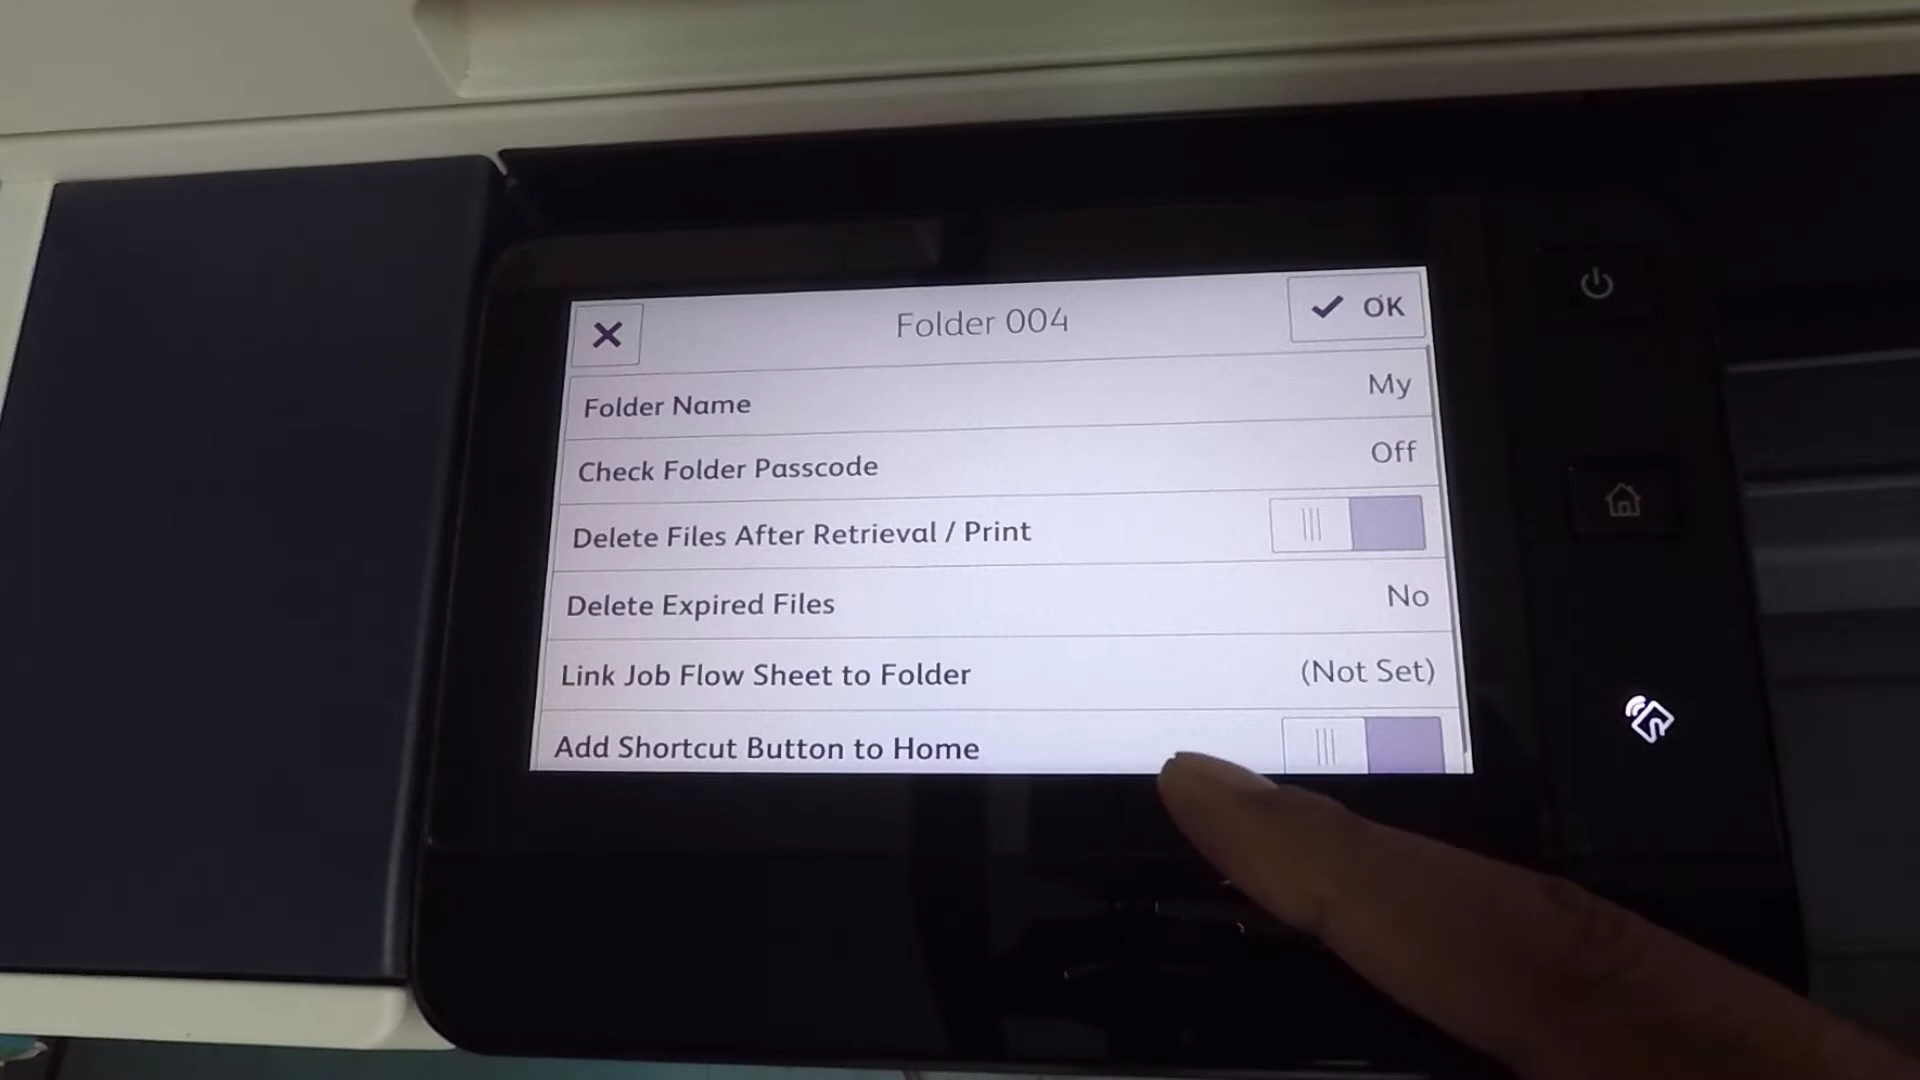 Folder 004
OK
Folder Name My
Check Folder Passcode Off
Delete Files After Retrieval / Print
Delete Expired Files No
Link Job Flow Sheet to Folder (Not Set)
Add Shortcut Button to Home